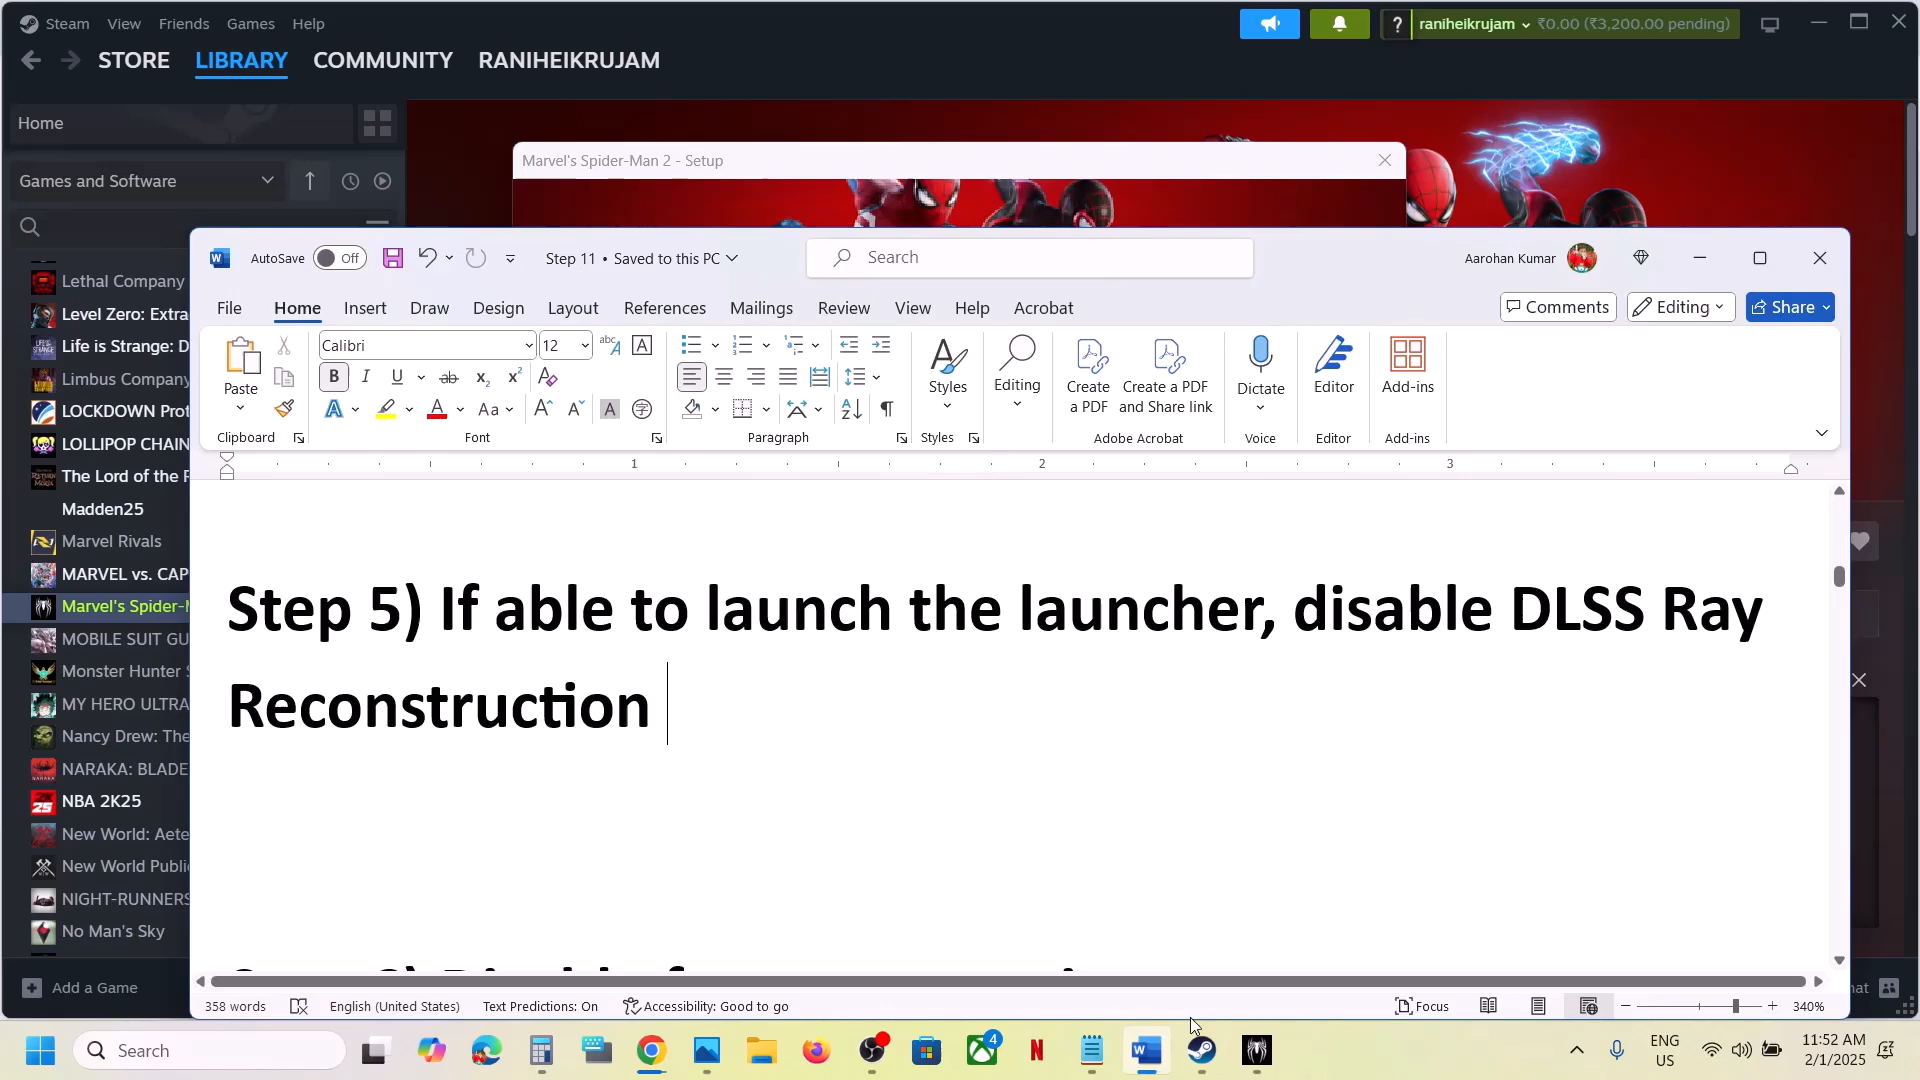 Steam View Friends Games Help
? raniheikrujam ₹0.00 (₹3,200.00 pending)
STORE LIBRARY COMMUNITY RANIHEIKRUJAM
Home
Games and Software
Marvel's Spider-Man 2 - Setup
AutoSave Off Step 11 • Saved to this PC Search Aarohan Kumar
File Home Insert Draw Design Layout References Mailings Review View Help Acrobat Comments Editing Share
Paste Calibri 12 Styles Editing Create a PDF Create a PDF and Share link Dictate Editor Add-ins
Clipboard Font Paragraph Styles Adobe Acrobat Voice Editor Add-ins
1 2 3
Lethal Company
Level Zero: Extra
Life is Strange: D
Limbus Company
LOCKDOWN Prot
LOLLIPOP CHAIN
The Lord of the R
Madden25
Marvel Rivals
MARVEL vs. CAP
Marvel's Spider-M
MOBILE SUIT GU
Monster Hunter S
MY HERO ULTRA
Nancy Drew: The
NARAKA: BLADE
NBA 2K25
New World: Aete
New World Public
NIGHT-RUNNERS
No Man's Sky
Add a Game
Step 5) If able to launch the launcher, disable DLSS Ray
Reconstruction
358 words English (United States) Text Predictions: On Accessibility: Good to go Focus 340%
Search 4 ENG US 11:52 AM 2/1/2025